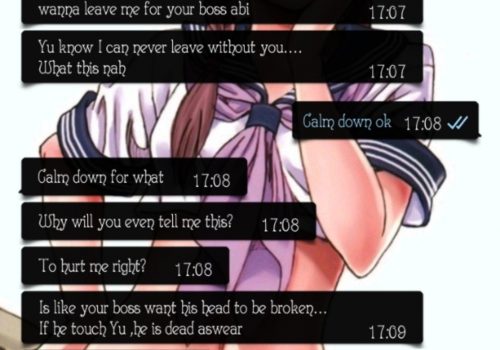 wanna leave me for your boss abi
17:07
Yu know I can never leave without you....
What this nah
17:07
Calm down ok 17:08
Calm down for what 17:08
Why will you even tell me this? 17:08
To hurt me right? 17:08
Is like your boss want his head to be broken...
If he touch Yu ,he is dead aswear
17:09